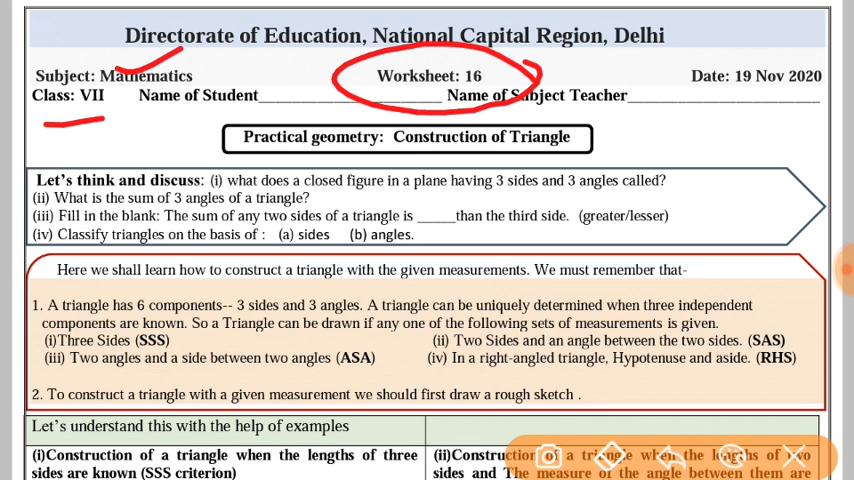 Directorate of Education, National Capital Region, Delhi
Subject: Mathematics Worksheet: 16 Date: 19 Nov 2020
Class: VII Name of Student____________________ Name of Subject Teacher____________________
Practical geometry: Construction of Triangle
Let's think and discuss: (i) what does a closed figure in a plane having 3 sides and 3 angles called?
(ii) What is the sum of 3 angles of a triangle?
(iii) Fill in the blank: The sum of any two sides of a triangle is _____than the third side. (greater/lesser)
(iv) Classify triangles on the basis of : (a) sides (b) angles.
Here we shall learn how to construct a triangle with the given measurements. We must remember that-
1. A triangle has 6 components-- 3 sides and 3 angles. A triangle can be uniquely determined when three independent
components are known. So a Triangle can be drawn if any one of the following sets of measurements is given.
(i)Three Sides (SSS) (ii) Two Sides and an angle between the two sides. (SAS)
(iii) Two angles and a side between two angles (ASA) (iv) In a right-angled triangle, Hypotenuse and aside. (RHS)
2. To construct a triangle with a given measurement we should first draw a rough sketch .
Let's understand this with the help of examples
(i)Construction of a triangle when the lengths of three (ii)Construction of a triangle when the lengths of two
sides are known (SSS criterion) sides and The measure of the angle between them are